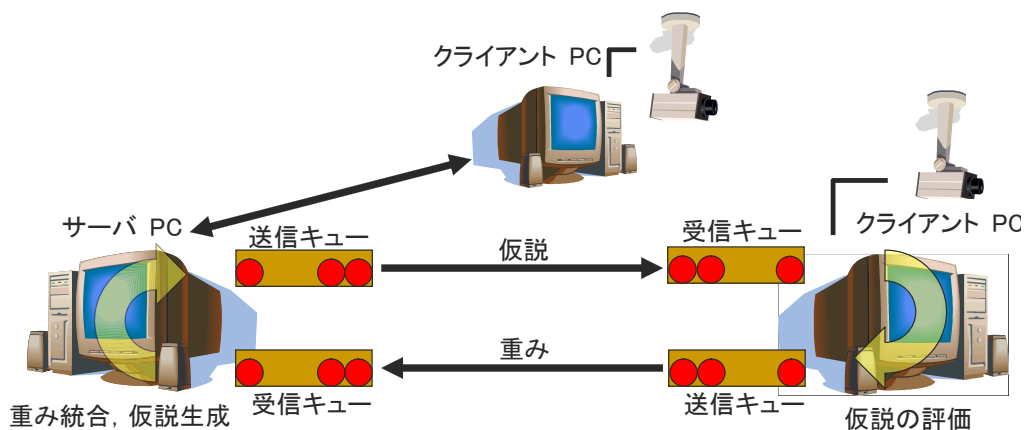 クライアント PC
サーバ PC
送信キュー
仮説
受信キュー
クライアント PC
重み
受信キュー
送信キュー
重み統合, 仮説生成
仮説の評価